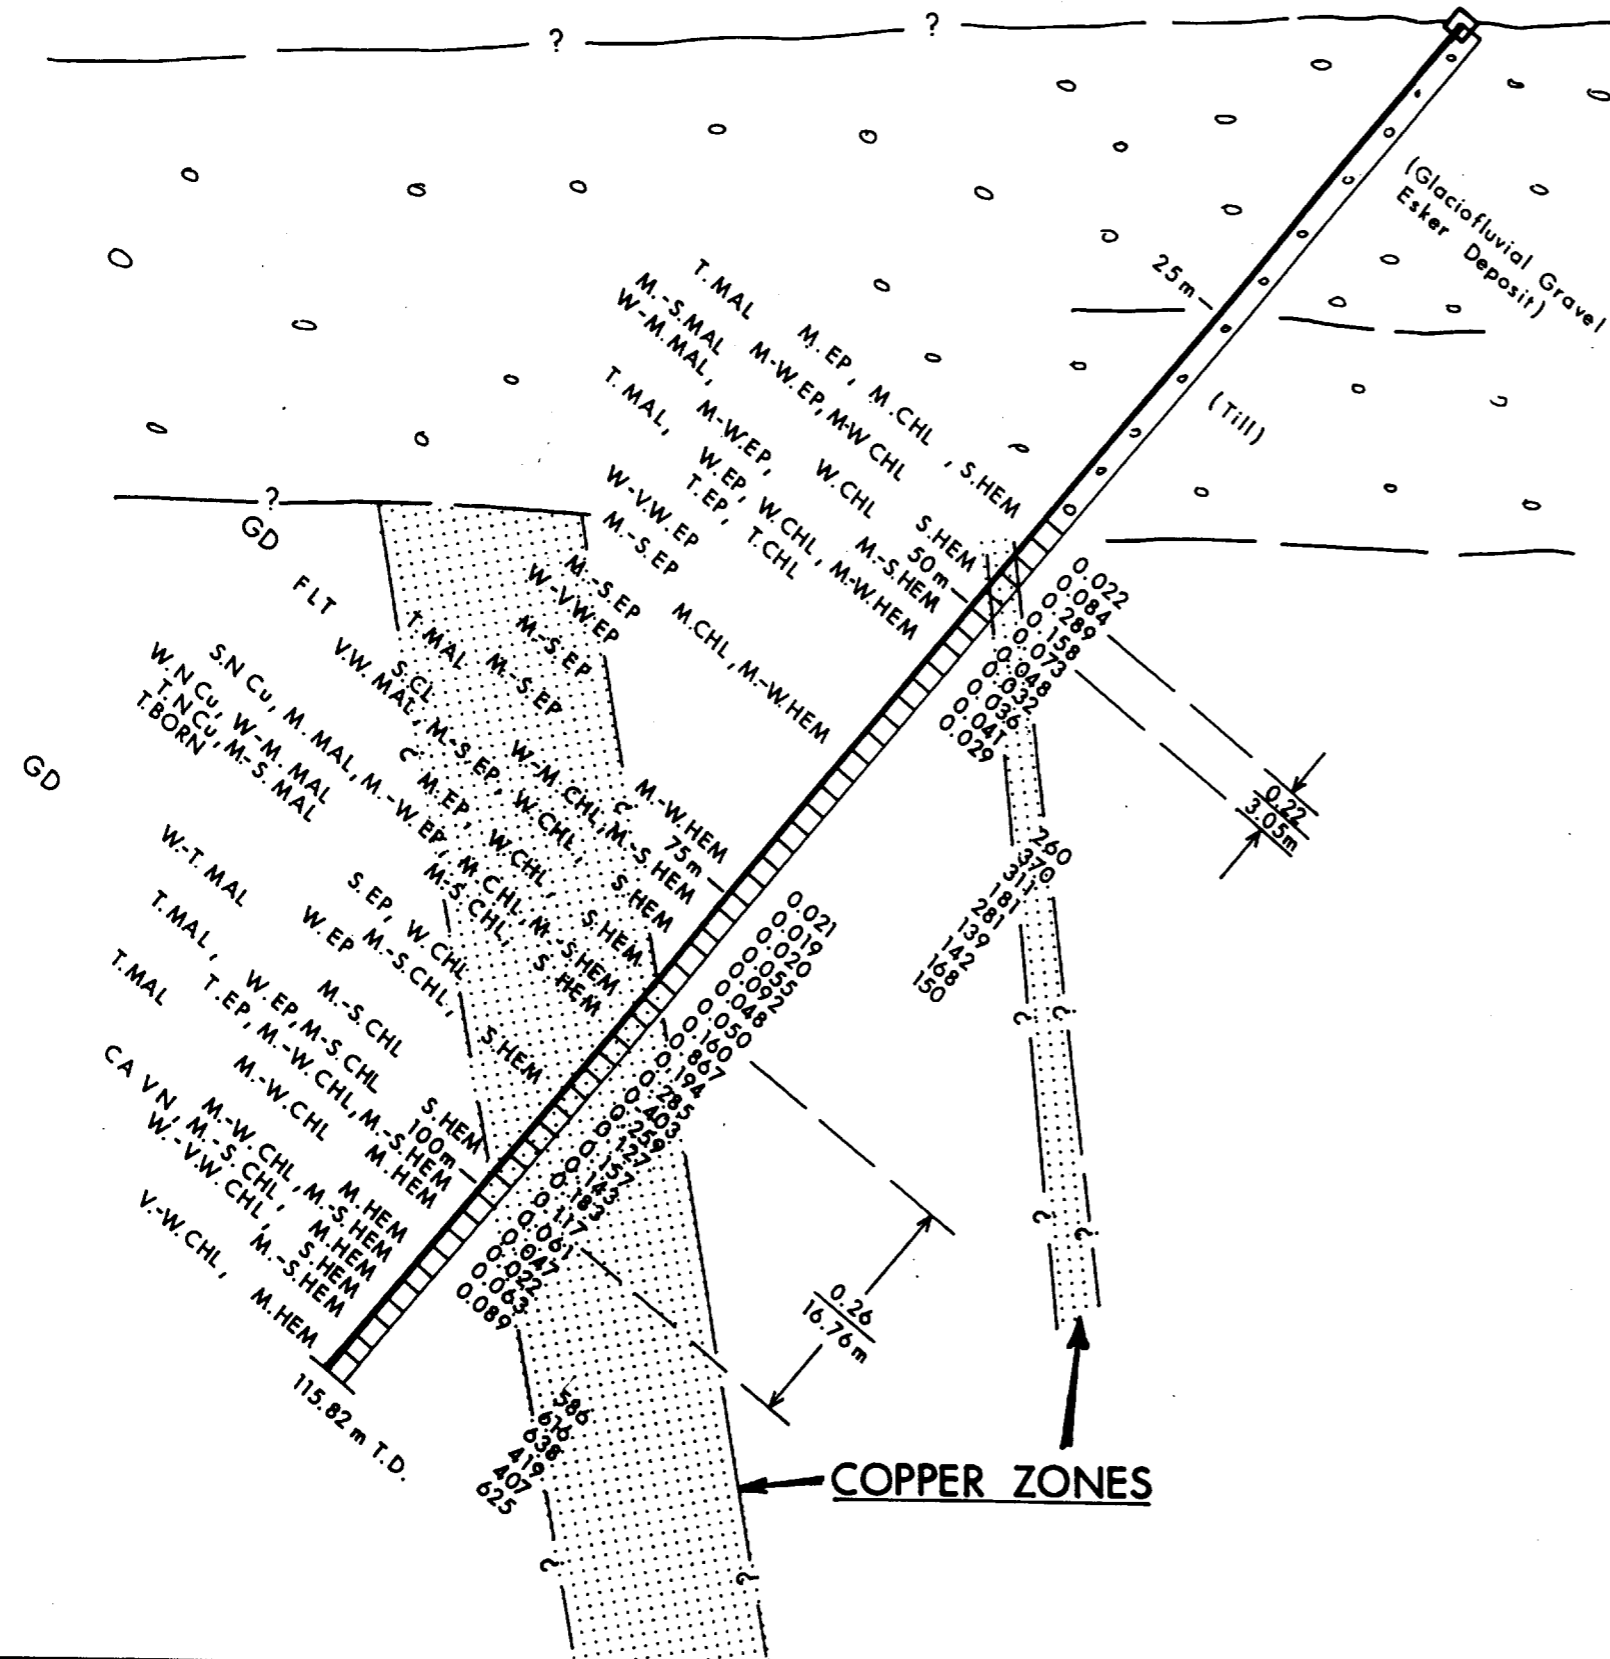 ?
?
(Glaciofluvial Gravel
Esker Deposit)
25m
(Till)
T. MAL M. EP, M.CHL, S.HEM
M.-S.MAL M-W.EP, M-W CHL
W-M.MAL, M-W.EP, W.CHL S.HEM
50m
T. MAL, W.EP, W.CHL, M.-S.HEM
T. EP, T.CHL M-W.HEM
W-V.W.EP
M.-S.EP
M.-S.EP M.CHL, M.-W.HEM
W-VW.EP
M-S.EP
T.MAL M.-S.EP
?
GD
FLT
GD
S.CL
V.W. MAL, M.-S.EP, W.CHL,
W-M.CHL, M.-S.HEM
M.-W.HEM
75m
C
C M.EP, W.CHL, S.HEM
S.N Cu, M. MAL, M.-W.EP, M.CHL, M.-S.HEM
S.HEM
W.N Cu, W-M. MAL
M-S.CHL, S.HEM
T.N Cu, M.-S. MAL
T.BORN
W.-T. MAL
S.EP, W.CHL
W.EP M.-S.CHL, S.HEM
T.MAL, W.EP, M-S.CHL
M.-S.CHL
S.HEM
100m
T.MAL T.EP, M.-W.CHL, M.-S.HEM
M.-W.CHL M.HEM
CA VN, M.-S. CHL, M.HEM
M.-W CHL, M.-S.HEM
M.HEM
W.-V.W. CHL, S.HEM
M.-S.HEM
V.-W.CHL, M.HEM
115.82 m T.D.
0.022
0.084
0.289
0.158
0.073
0.048
0.032
0.036
0.041
0.029
0.22
3.05m
260
370
311
181
281
139
142
168
150
0.021
0.019
0.020
0.055
0.092
0.048
0.050
0.160
0.867
0.194
0.285
0.403
0.259
0.127
0.157
0.143
0.183
0.117
0.061
0.047
0.022
0.063
0.089
0.26
16.76m
?
?
?
?
586
616
638
419
407
625
COPPER ZONES
?
?